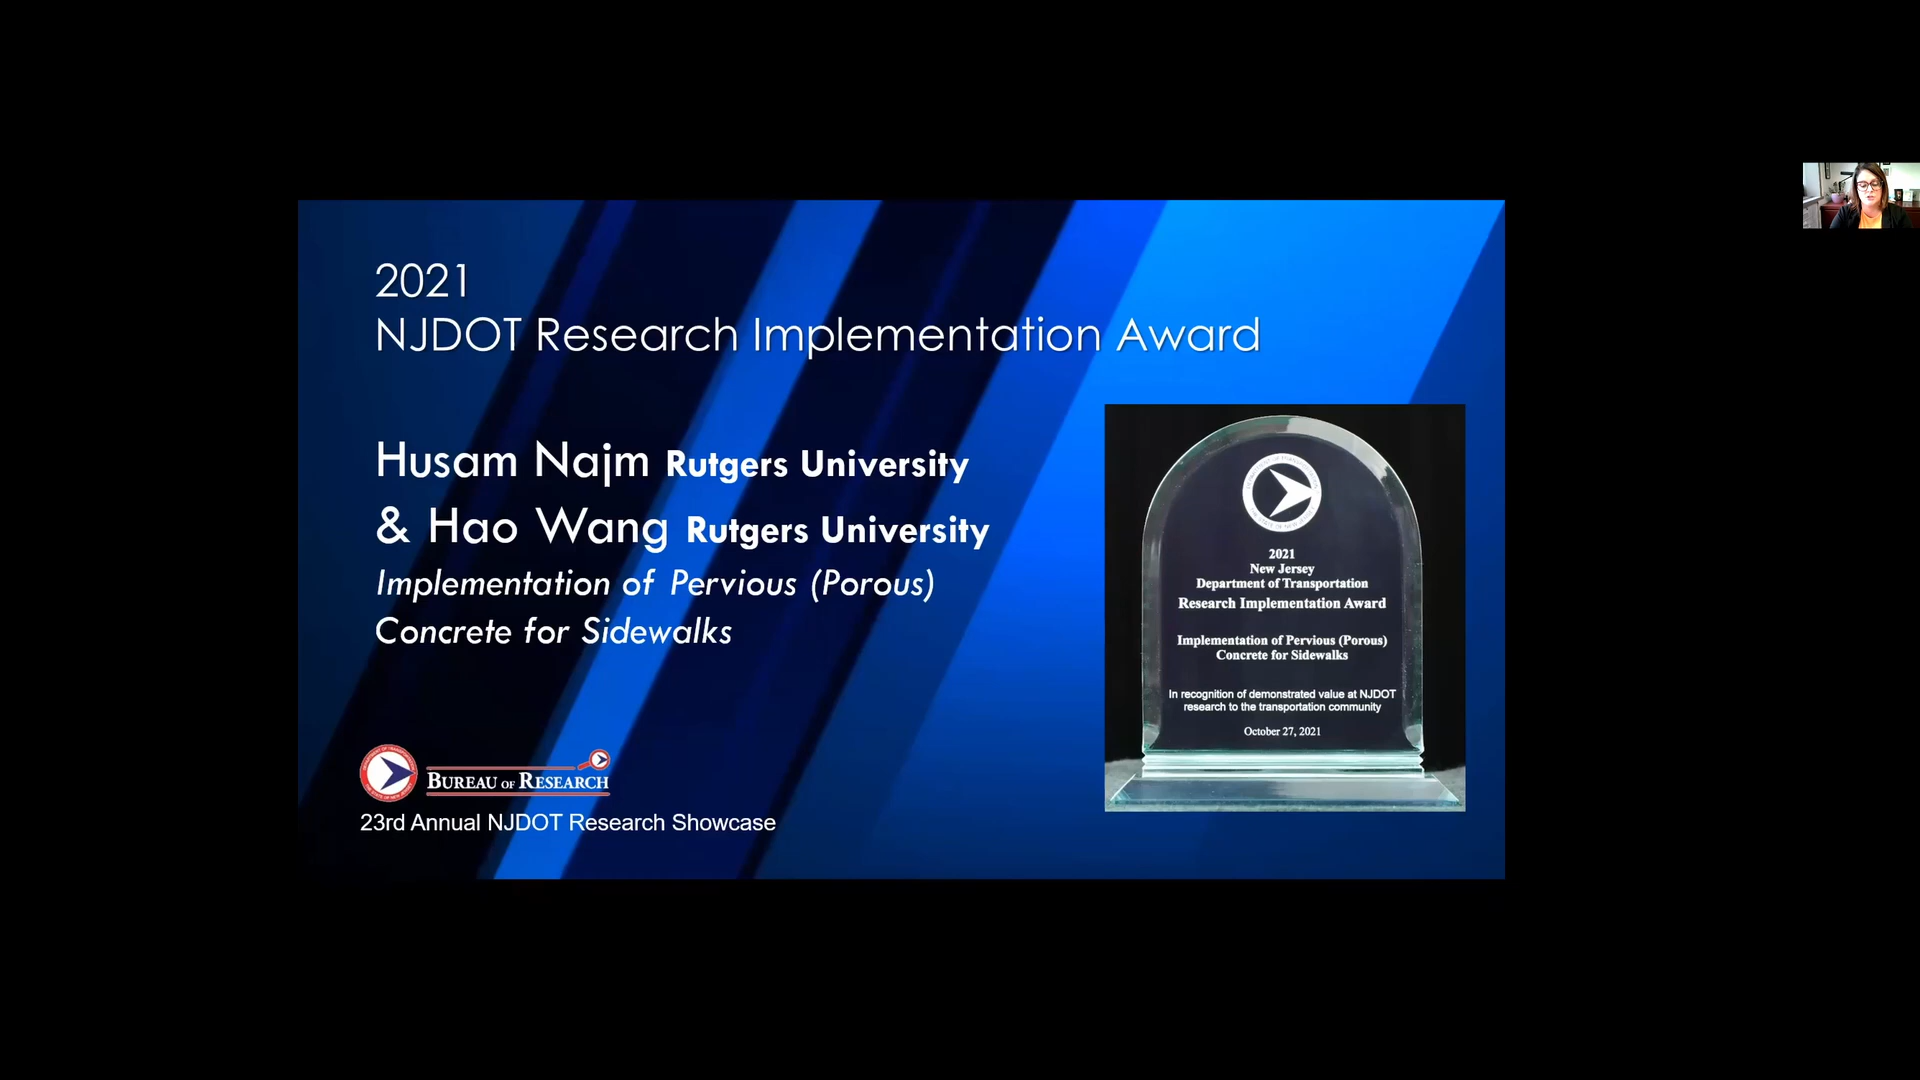 2021
NJDOT Research Implementation Award
Husam Najm Rutgers University
& Hao Wang Rutgers University
Implementation of Pervious (Porous)
Concrete for Sidewalks
BUREAU OF RESEARCH
23rd Annual NJDOT Research Showcase
2021
New Jersey
Department of Transportation
Research Implementation Award
Implementation of Pervious (Porous)
Concrete for Sidewalks
In recognition of demonstrated value at NJDOT
research to the transportation community
October 27, 2021